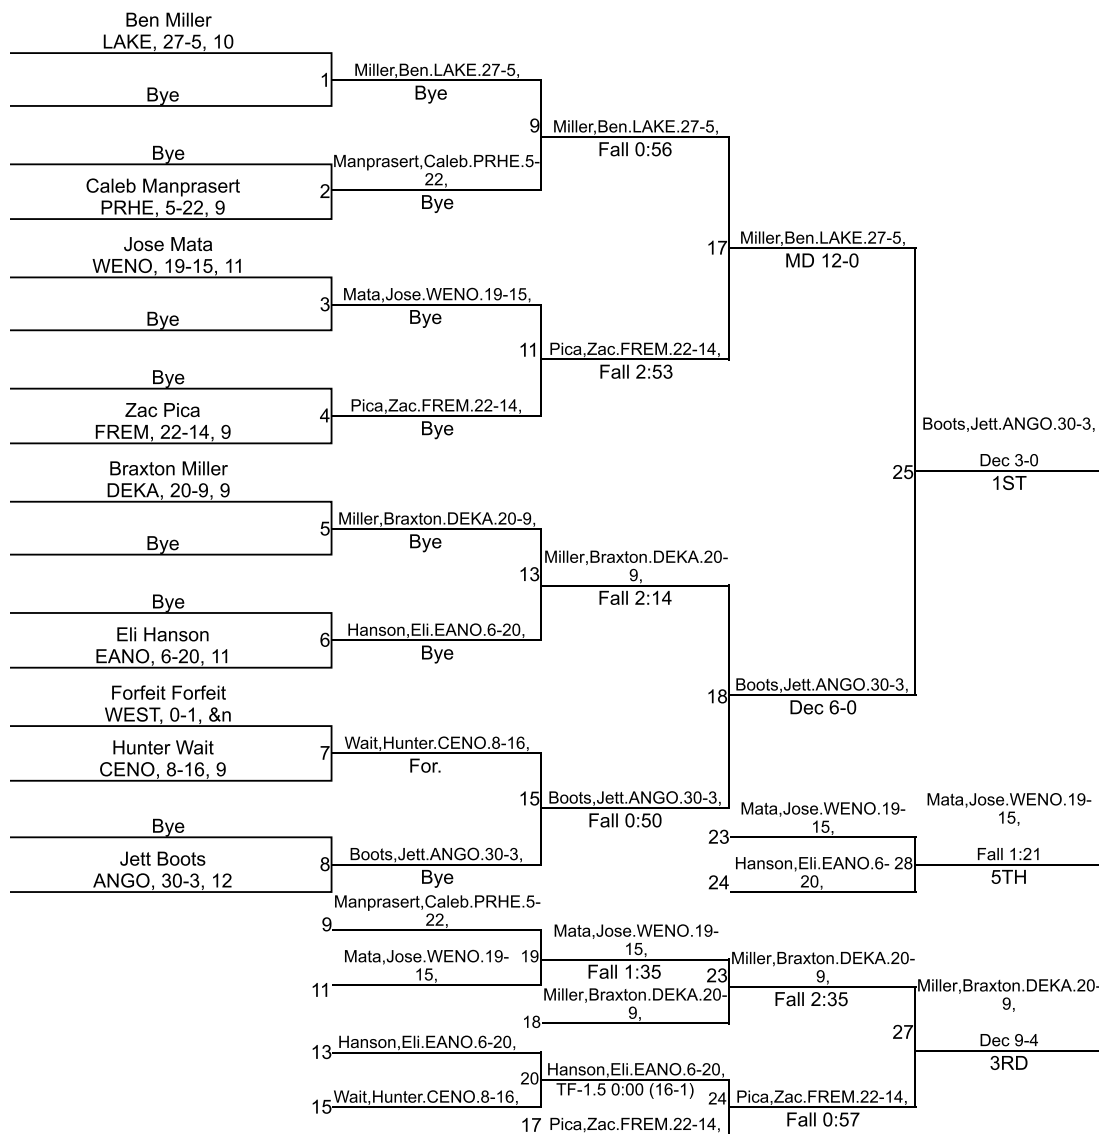 Ben Miller
LAKE, 27-5, 10
1
Miller,Ben.LAKE.27-5,
Bye
Bye
9
Miller,Ben.LAKE.27-5,
Fall 0:56
Bye
Manprasert,Caleb.PRHE.5-
22,
Bye
Caleb Manprasert
PRHE, 5-22, 9
2
Jose Mata
WENO, 19-15, 11
17
Miller,Ben.LAKE.27-5,
MD 12-0
3
Mata,Jose.WENO.19-15,
Bye
Bye
11
Pica,Zac.FREM.22-14,
Fall 2:53
Bye
Zac Pica
FREM, 22-14, 9
4
Pica,Zac.FREM.22-14,
Bye
Boots,Jett.ANGO.30-3,
25
Dec 3-0
1ST
Braxton Miller
DEKA, 20-9, 9
5
Miller,Braxton.DEKA.20-9,
Bye
Bye
13
Miller,Braxton.DEKA.20-
9,
Fall 2:14
Bye
Eli Hanson
EANO, 6-20, 11
6
Hanson,Eli.EANO.6-20,
Bye
18
Boots,Jett.ANGO.30-3,
Dec 6-0
Forfeit Forfeit
WEST, 0-1, &n
7
Wait,Hunter.CENO.8-16,
For.
Hunter Wait
CENO, 8-16, 9
15
Boots,Jett.ANGO.30-3,
Fall 0:50
Bye
Jett Boots
ANGO, 30-3, 12
8
Boots,Jett.ANGO.30-3,
Bye
23
Mata,Jose.WENO.19-
15,
24
Hanson,Eli.EANO.6-
20,
28
Mata,Jose.WENO.19-
15,
Fall 1:21
5TH
9
Manprasert,Caleb.PRHE.5-
22,
11
Mata,Jose.WENO.19-
15,
19
Mata,Jose.WENO.19-
15,
Fall 1:35
18
Miller,Braxton.DEKA.20-
9,
23
Miller,Braxton.DEKA.20-
9,
Fall 2:35
27
Miller,Braxton.DEKA.20-
9,
Dec 9-4
3RD
13
Hanson,Eli.EANO.6-20,
15
Wait,Hunter.CENO.8-16,
20
Hanson,Eli.EANO.6-20,
TF-1.5 0:00 (16-1)
17
Pica,Zac.FREM.22-14,
24
Pica,Zac.FREM.22-14,
Fall 0:57